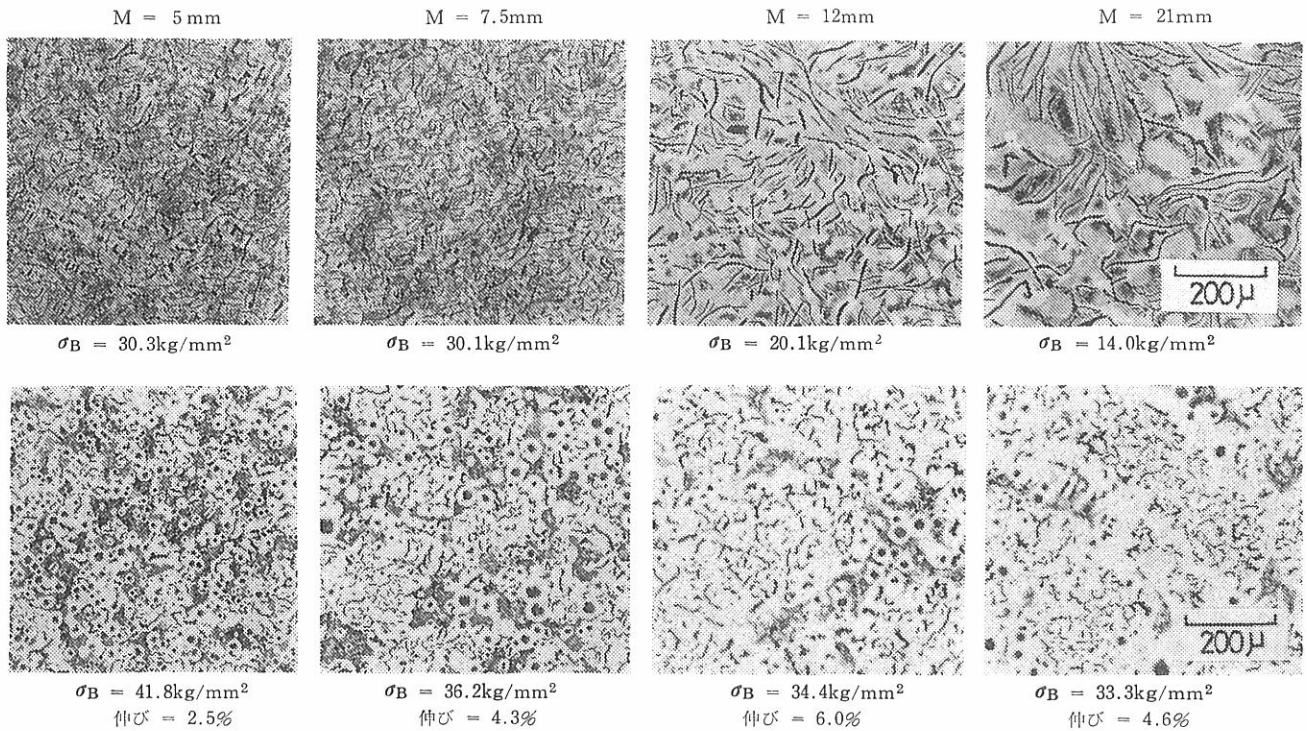 M = 5mm
M = 7.5mm
M = 12mm
M = 21mm
200μ
σB = 30.3kg/mm²
σB = 30.1kg/mm²
σB = 20.1kg/mm²
σB = 14.0kg/mm²
200μ
σB = 41.8kg/mm²
σB = 36.2kg/mm²
σB = 34.4kg/mm²
σB = 33.3kg/mm²
伸び = 2.5%
伸び = 4.3%
伸び = 6.0%
伸び = 4.6%